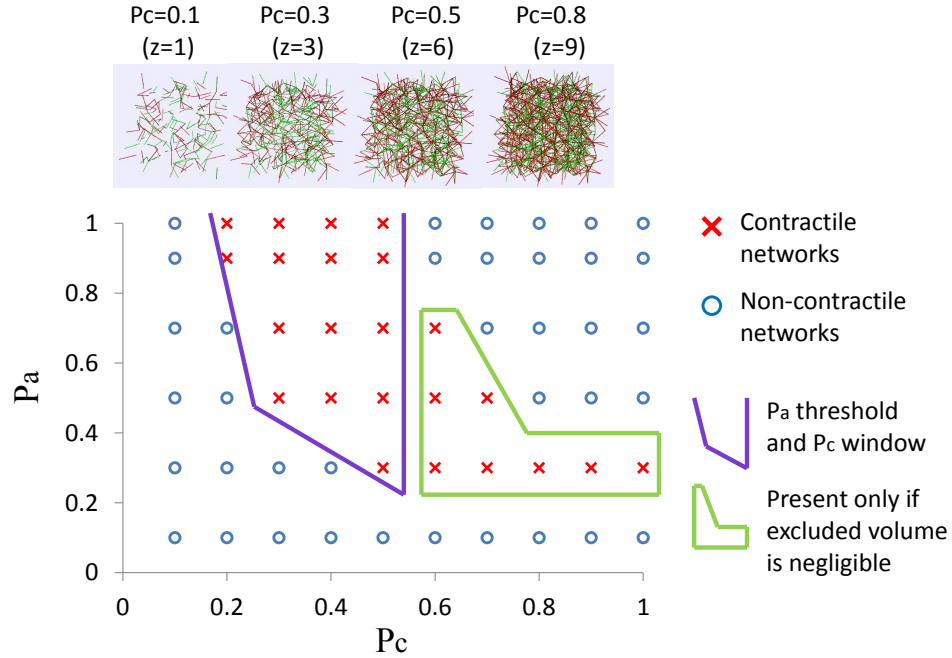 Pc=0.1 Pc=0.3 Pc=0.5 Pc=0.8
(z=1) (z=3) (z=6) (z=9)
1
0.8
0.6
0.4
0.2
0
Pa
0 0.2 0.4 0.6 0.8 1
Pc
Contractile
networks
Non-contractile
networks
Pa threshold
and Pc window
Present only if
excluded volume
is negligible